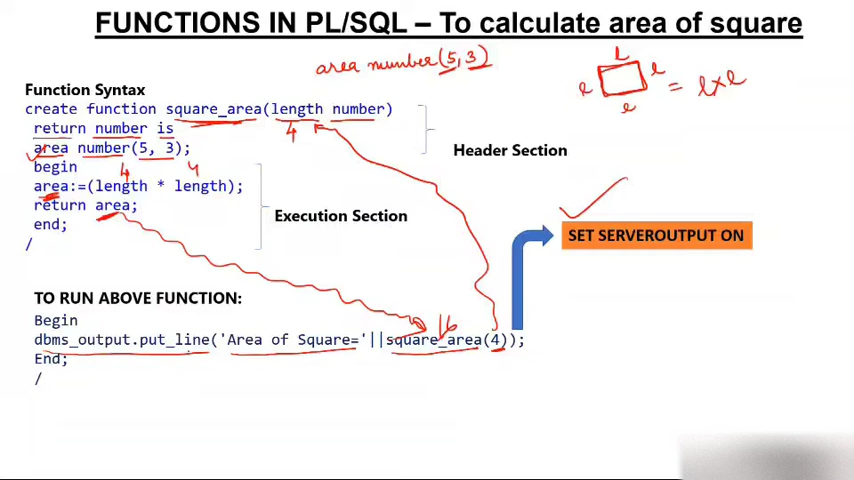 FUNCTIONS IN PL/SQL – To calculate area of square
area number(5, 3)
l
l l = l×l
l
Function Syntax
create function square_area(length number)
4
return number is
area number(5, 3);
Header Section
begin
4 4
area:=(length * length);
return area;
Execution Section
end;
/
SET SERVEROUTPUT ON
TO RUN ABOVE FUNCTION:
Begin
16
dbms_output.put_line('Area of Square='||square_area(4));
End;
/